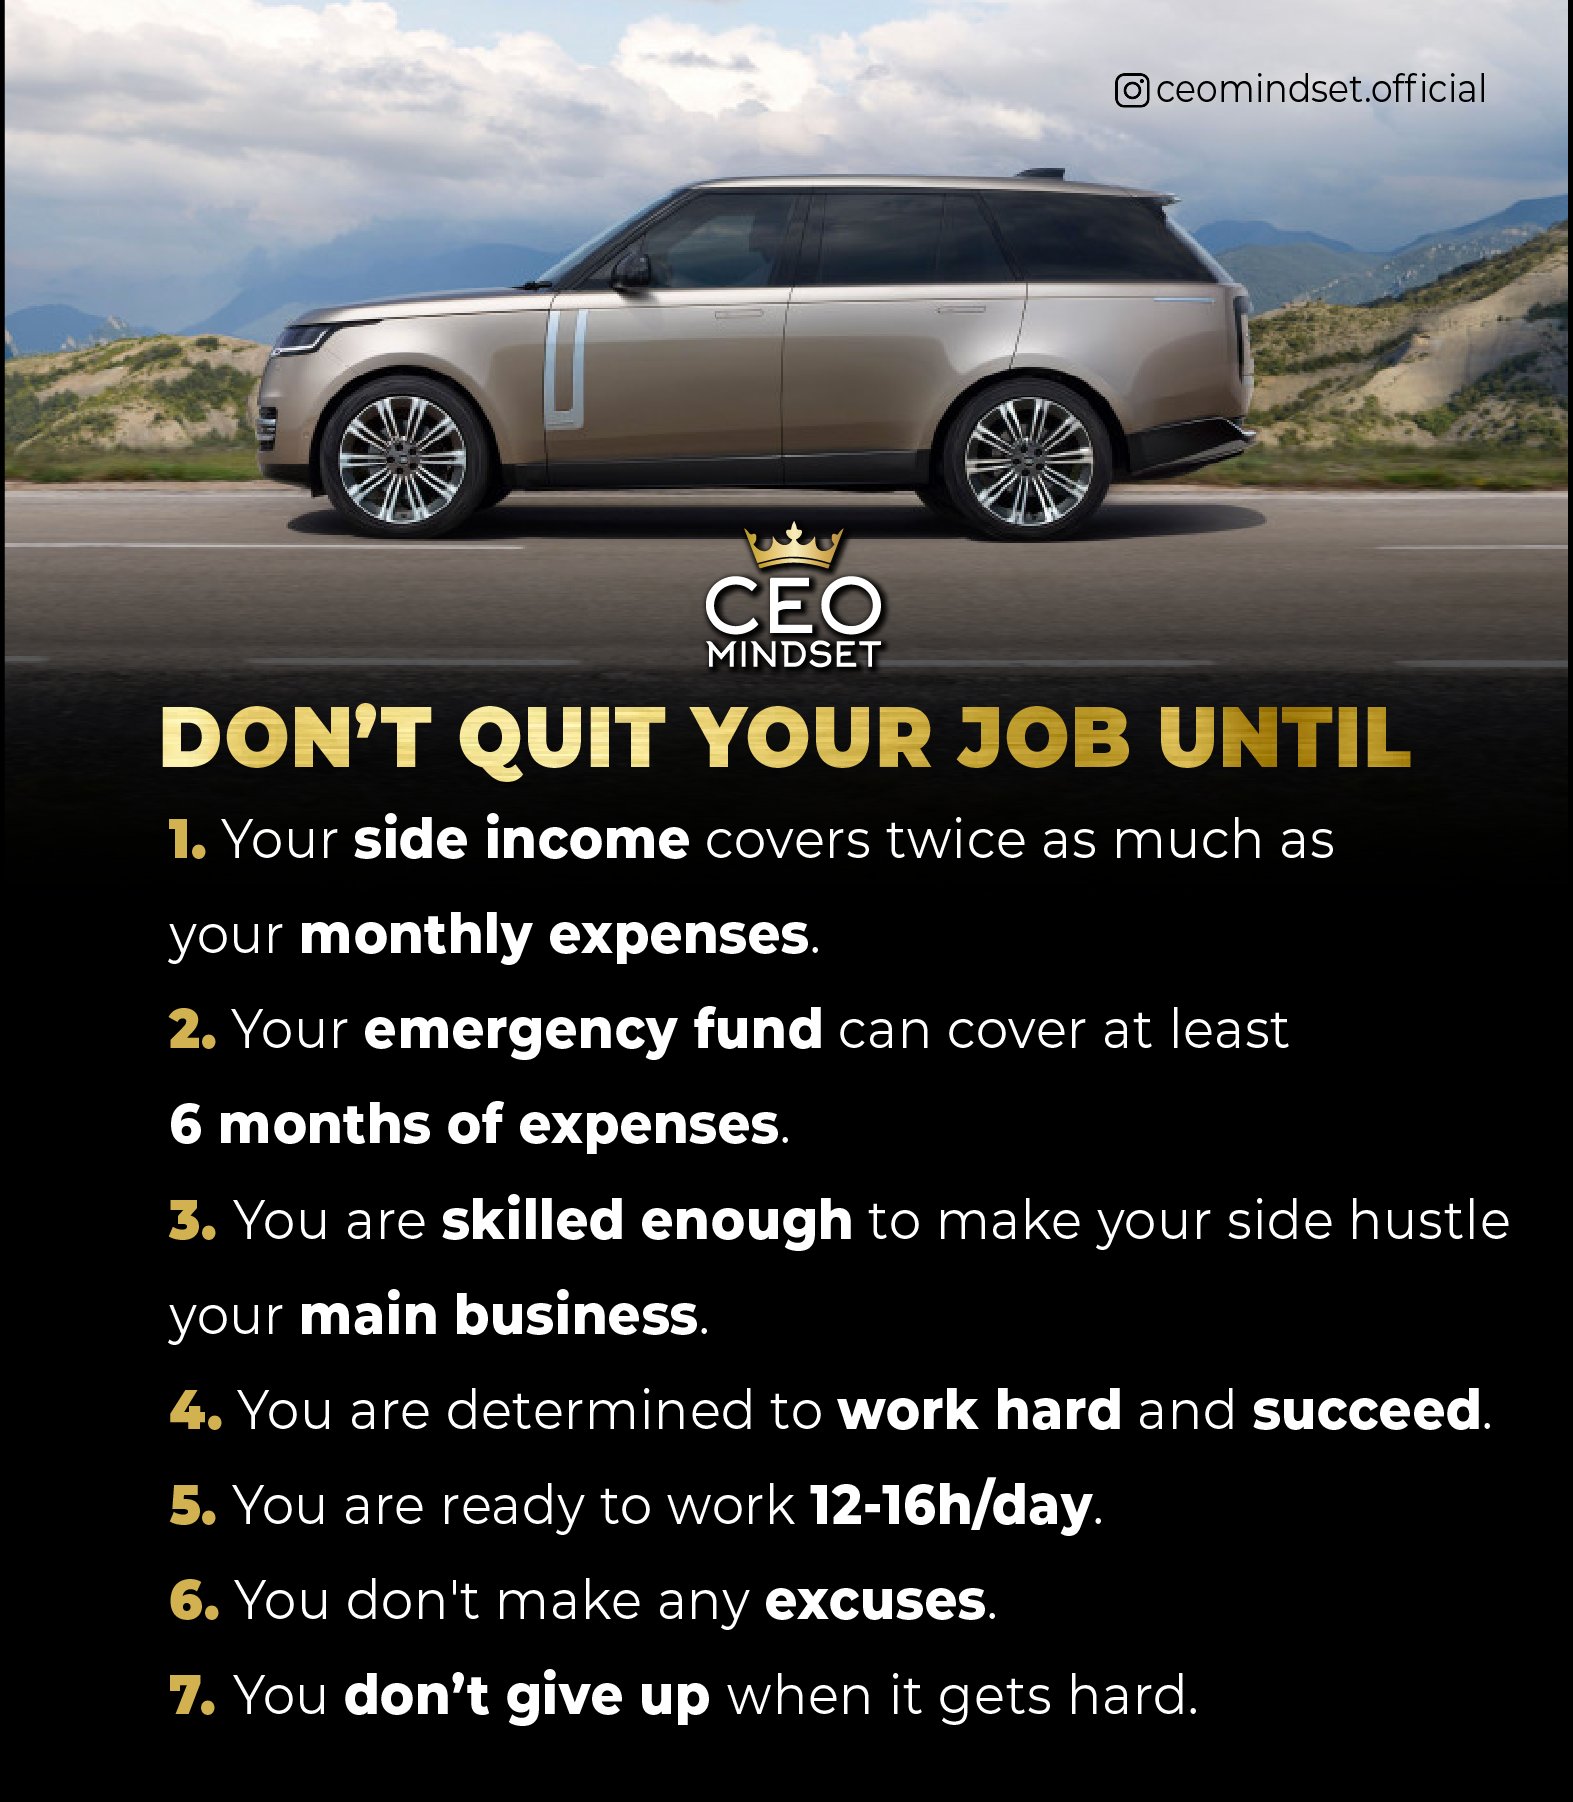 ceomindset.official
CEO
MINDSET
DON’T QUIT YOUR JOB UNTIL
1. Your side income covers twice as much as
your monthly expenses.
2. Your emergency fund can cover at least
6 months of expenses.
3. You are skilled enough to make your side hustle
your main business.
4. You are determined to work hard and succeed.
5. You are ready to work 12-16h/day.
6. You don't make any excuses.
7. You don’t give up when it gets hard.